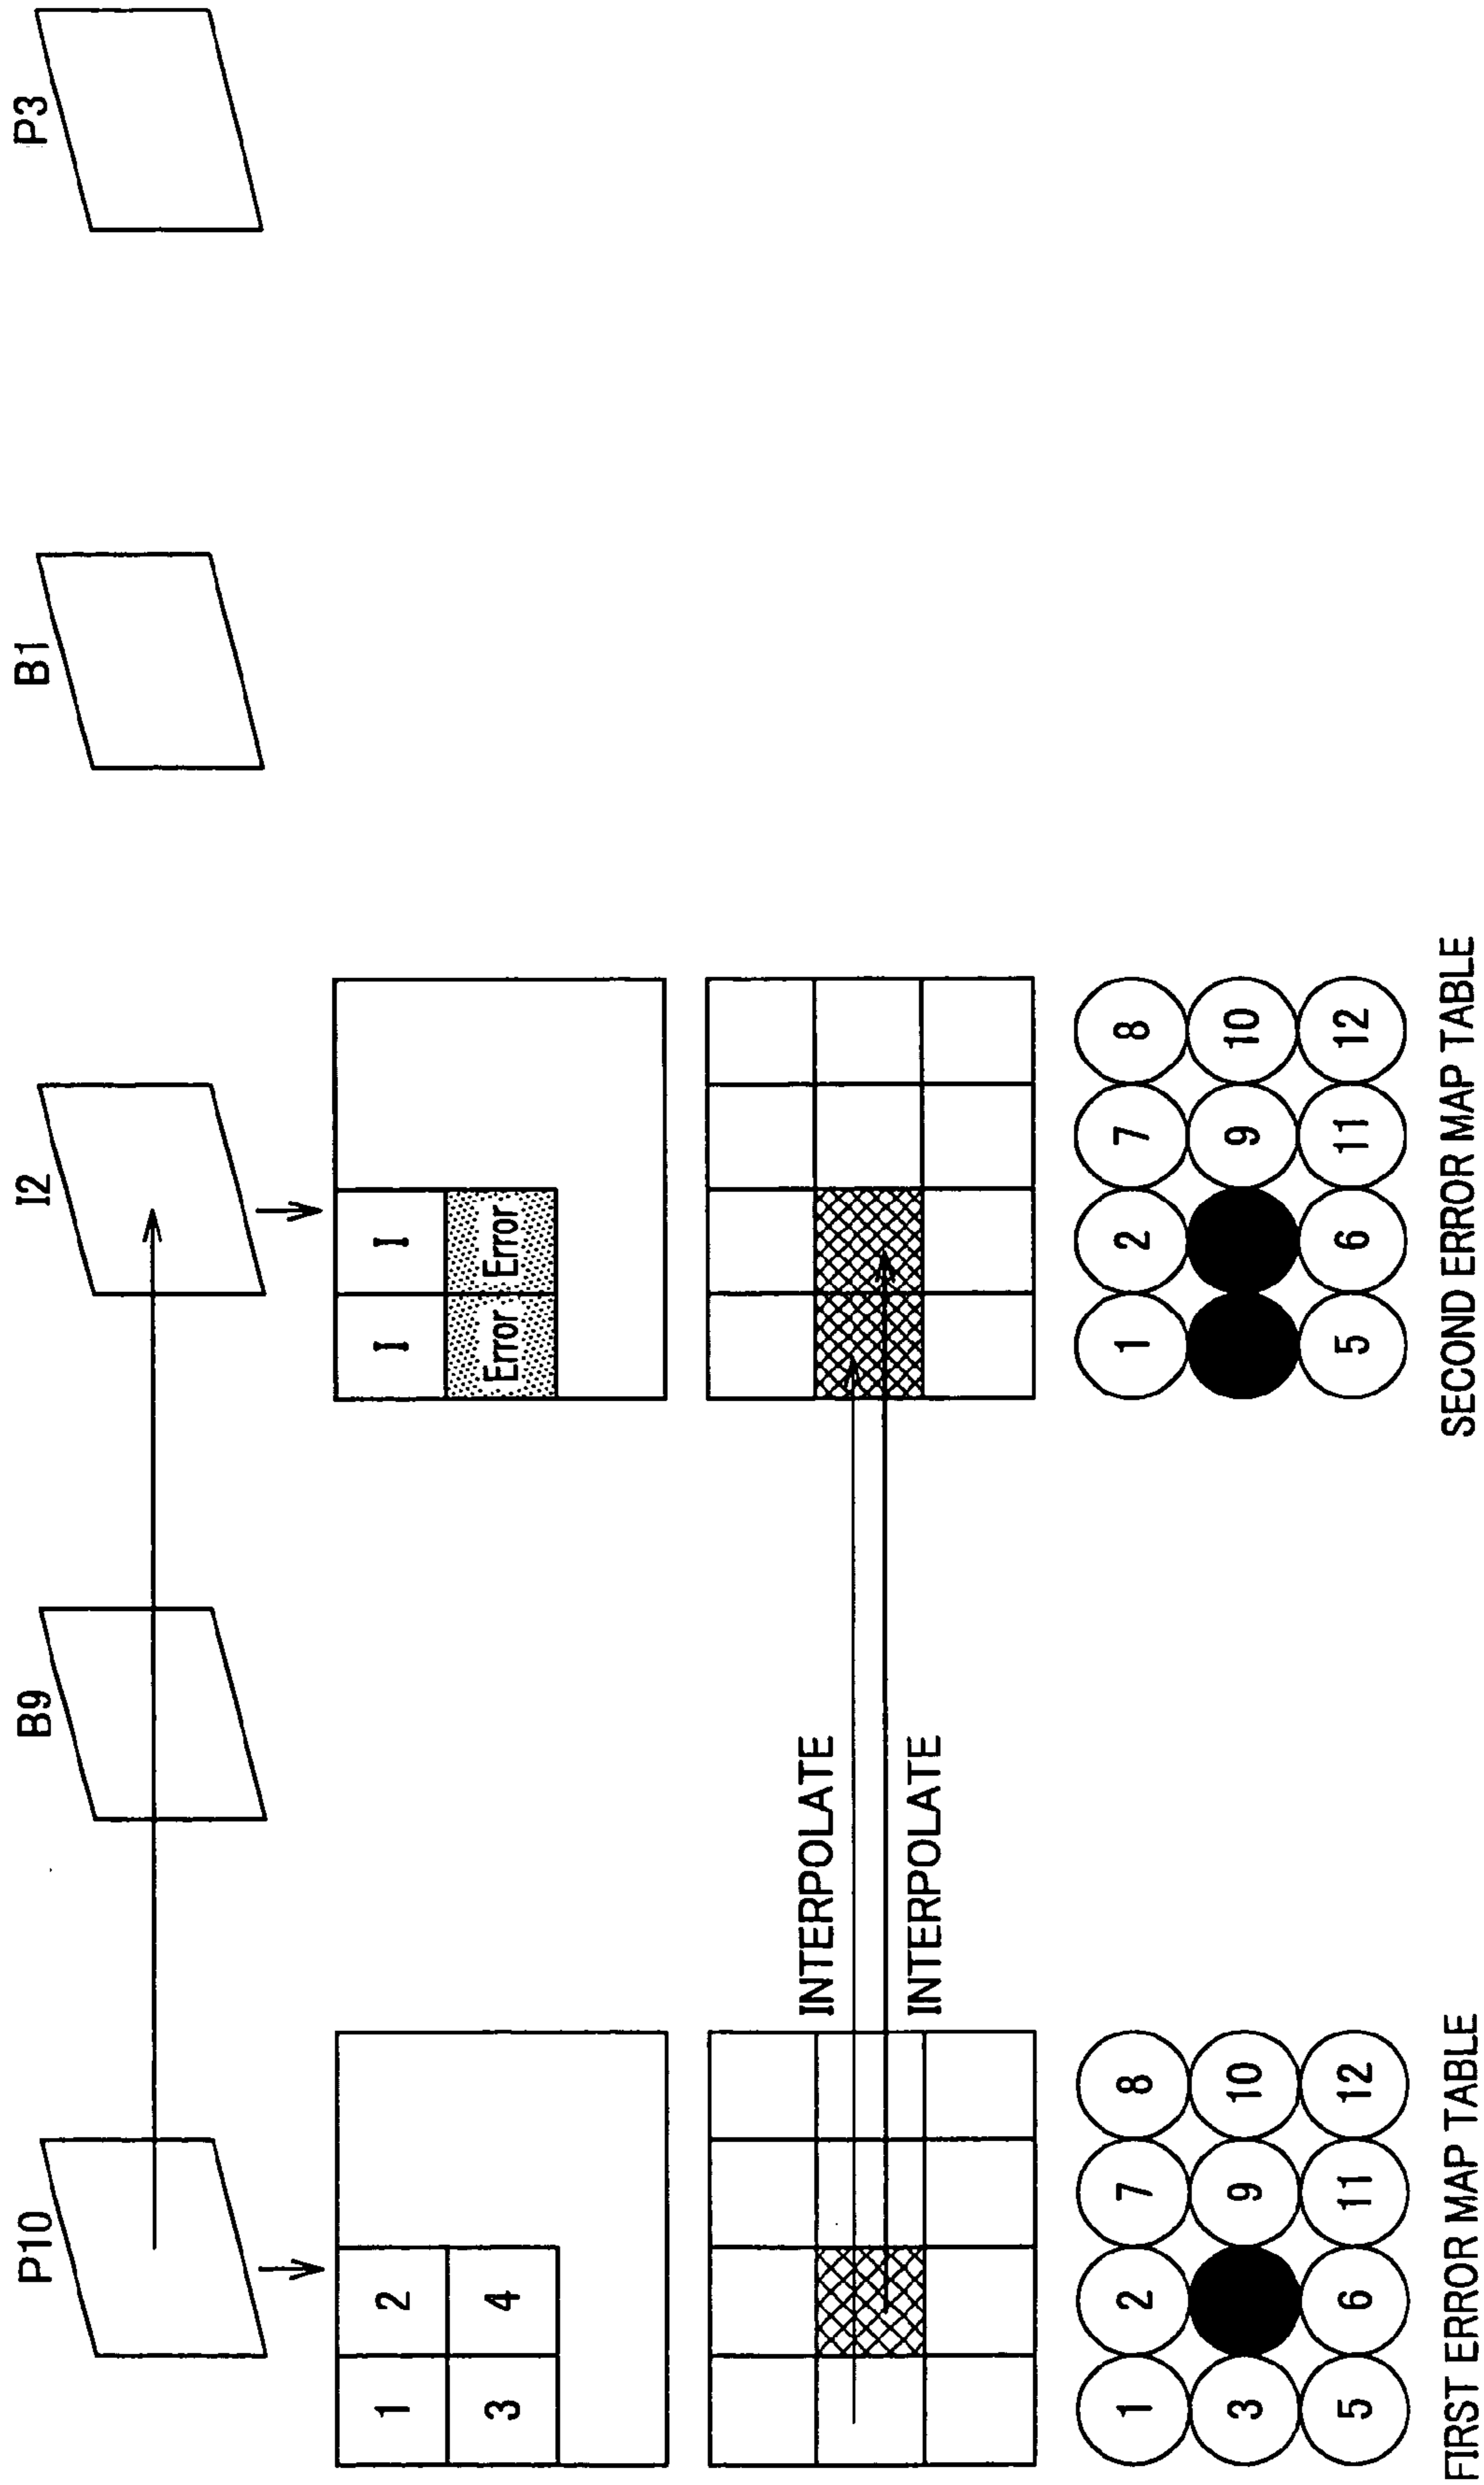 P10 B9 I2 B1 P3
1 2 I I
3 4 Error Error
INTERPOLATE
INTERPOLATE
1 2 7 8 1 2 7 8
3 9 10 9 10
5 6 11 12 5 6 11 12
FIRST ERROR MAP TABLE SECOND ERROR MAP TABLE